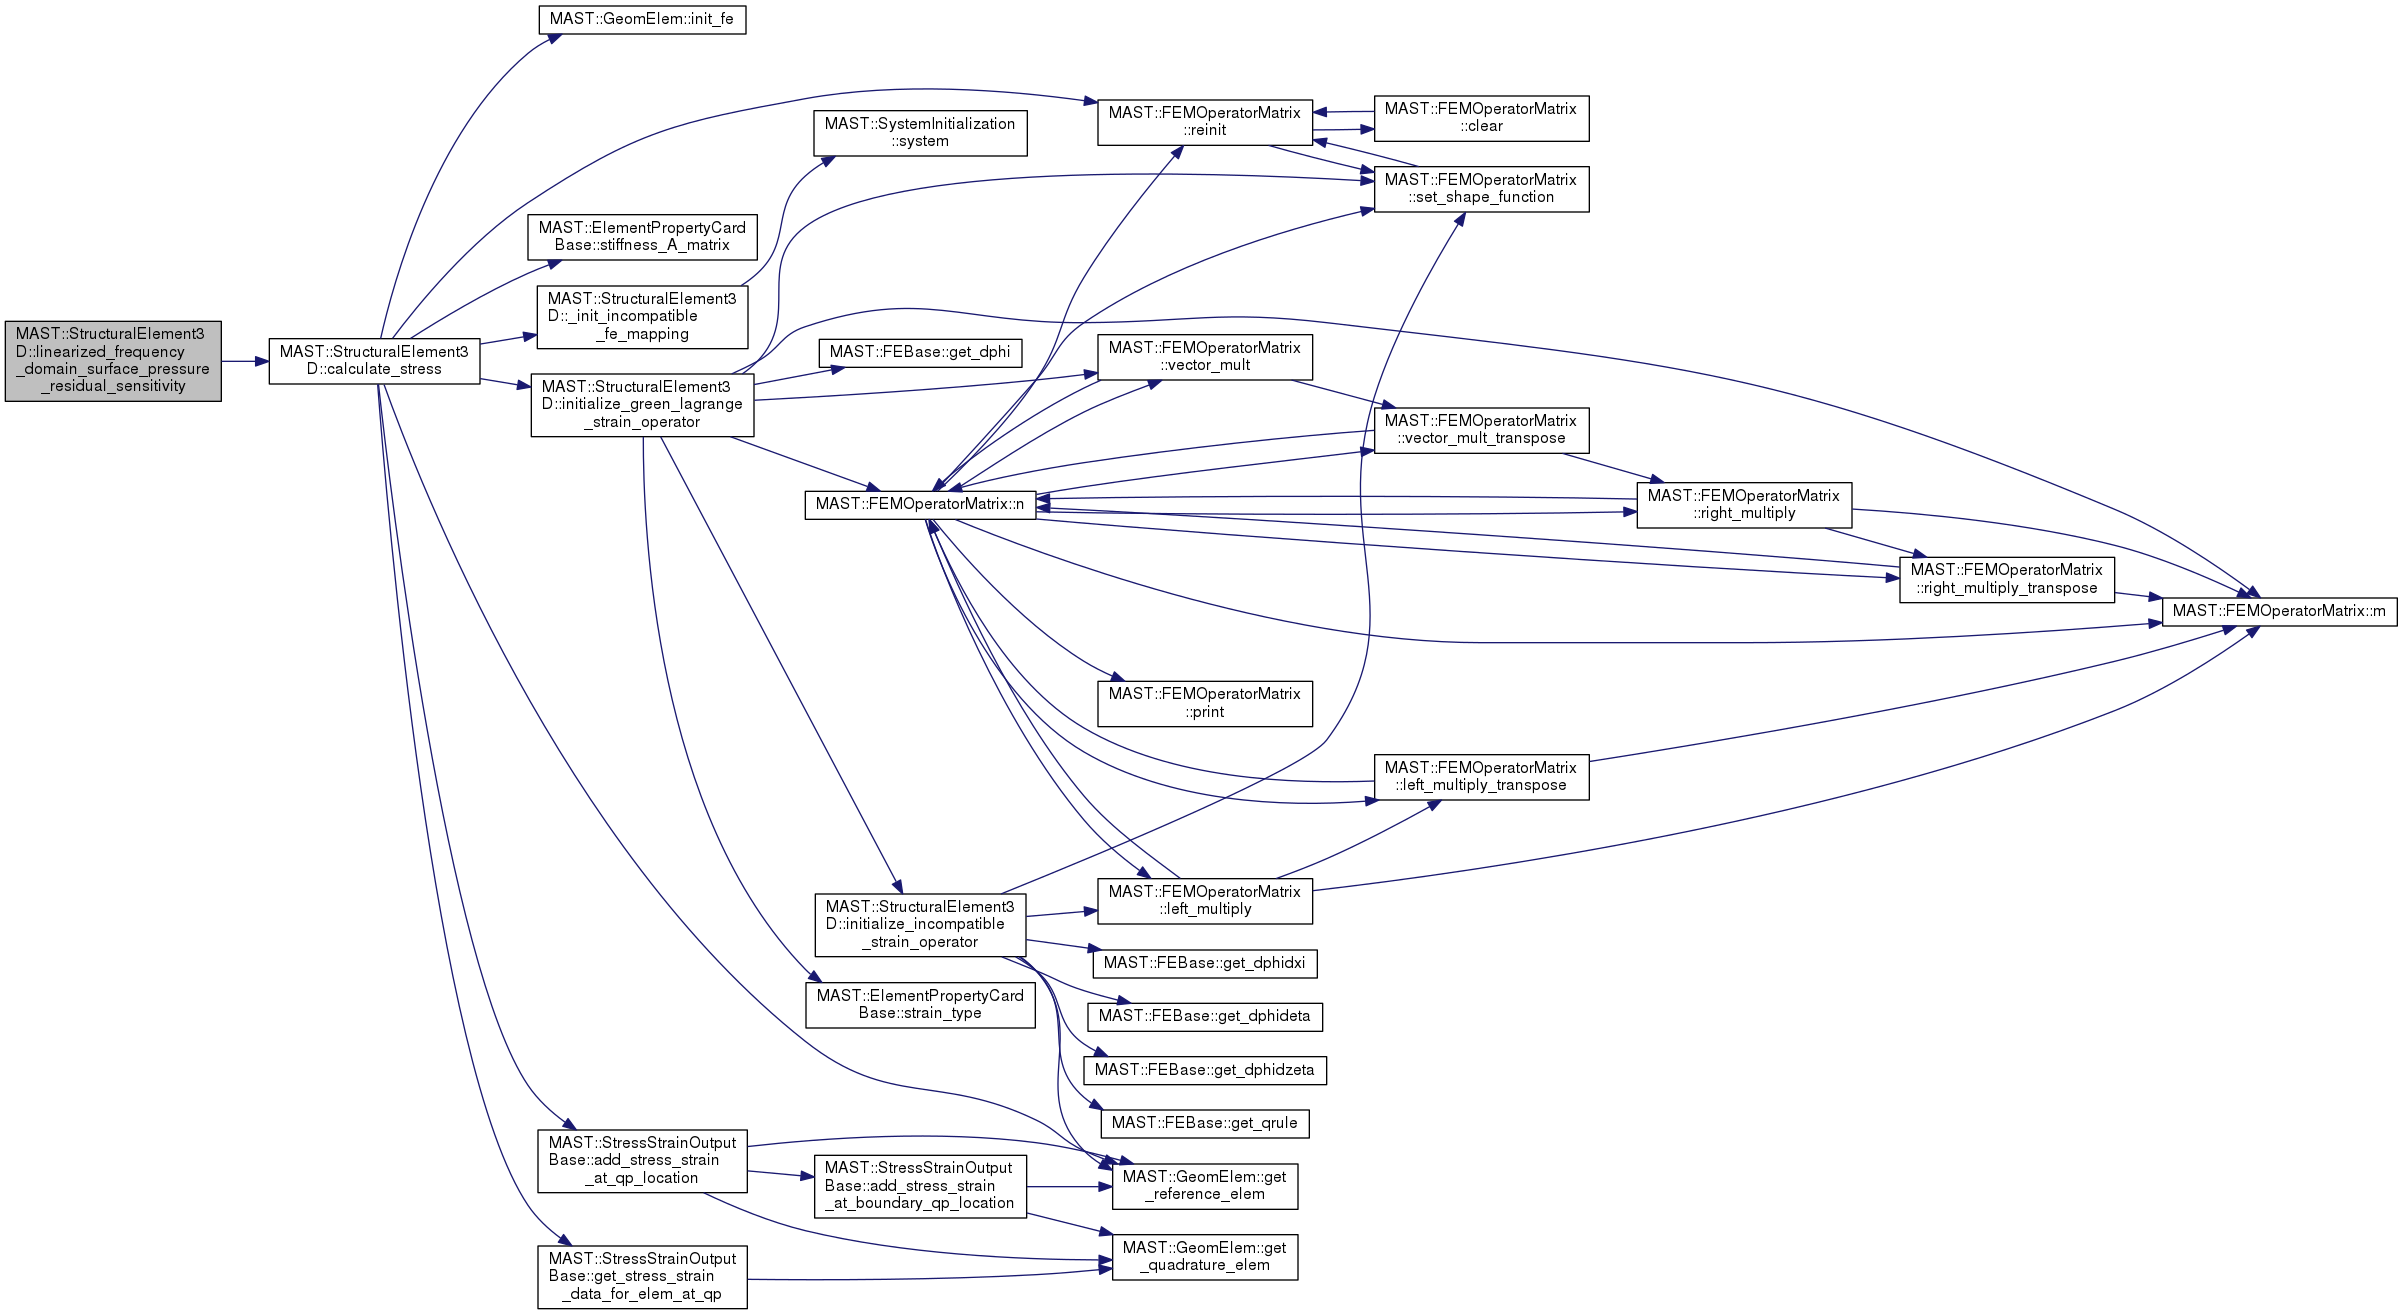 MAST::StructuralElement3
D::linearized_frequency
_domain_surface_pressure
_residual_sensitivity
MAST::StructuralElement3
D::calculate_stress
MAST::GeomElem::init_fe
MAST::ElementPropertyCard
Base::stiffness_A_matrix
MAST::StructuralElement3
D::_init_incompatible
_fe_mapping
MAST::StructuralElement3
D::initialize_green_lagrange
_strain_operator
MAST::StressStrainOutput
Base::add_stress_strain
_at_qp_location
MAST::StressStrainOutput
Base::get_stress_strain
_data_for_elem_at_qp
MAST::SystemInitialization
::system
MAST::FEBase::get_dphi
MAST::FEMOperatorMatrix::n
MAST::StructuralElement3
D::initialize_incompatible
_strain_operator
MAST::ElementPropertyCard
Base::strain_type
MAST::StressStrainOutput
Base::add_stress_strain
_at_boundary_qp_location
MAST::FEMOperatorMatrix
::reinit
MAST::FEMOperatorMatrix
::vector_mult
MAST::FEMOperatorMatrix
::print
MAST::FEMOperatorMatrix
::left_multiply
MAST::FEBase::get_dphidxi
MAST::FEBase::get_dphideta
MAST::FEBase::get_dphidzeta
MAST::FEBase::get_qrule
MAST::GeomElem::get
_reference_elem
MAST::GeomElem::get
_quadrature_elem
MAST::FEMOperatorMatrix
::clear
MAST::FEMOperatorMatrix
::set_shape_function
MAST::FEMOperatorMatrix
::vector_mult_transpose
MAST::FEMOperatorMatrix
::left_multiply_transpose
MAST::FEMOperatorMatrix
::right_multiply
MAST::FEMOperatorMatrix
::right_multiply_transpose
MAST::FEMOperatorMatrix::m